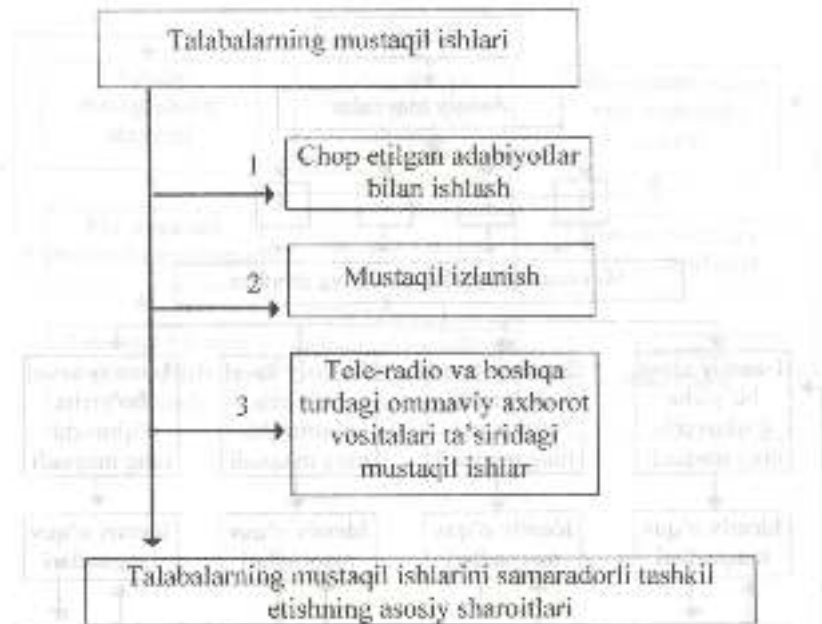 Talabalarning mustaqil ishlari
1
Chop etilgan adabiyotlar
bilan ishlash
2
Mustaqil izlanish
3
Tele-radio va boshqa
turdagi ommaviy axborot
vositalari ta'siridagi
mustaqil ishlar
Talabalarning mustaqil ishlarini samaradorli tashkil
etishning asosiy sharoitlari